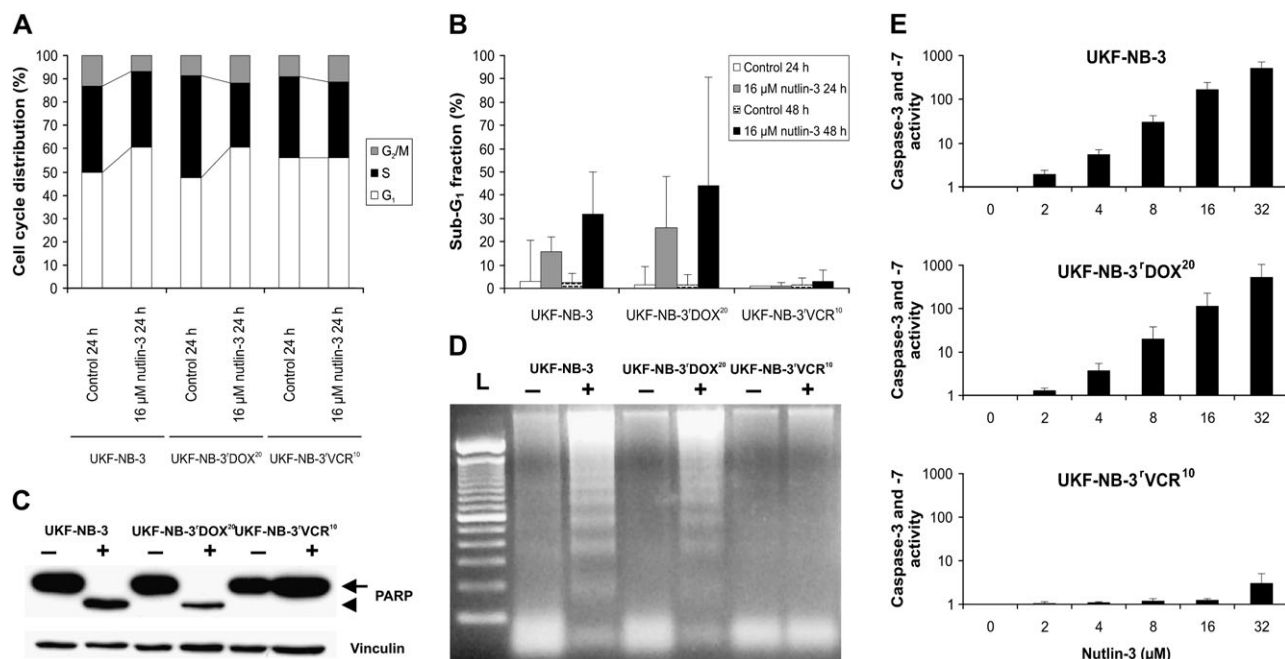 A
Cell cycle distribution (%)
100
90
80
70
60
50
40
30
20
10
0
G₂/M
S
G₁
Control 24 h
16 µM nutlin-3 24 h
Control 24 h
16 µM nutlin-3 24 h
Control 24 h
16 µM nutlin-3 24 h
UKF-NB-3
UKF-NB-3ʳDOX²⁰
UKF-NB-3ʳVCR¹⁰
B
Sub-G₁ fraction (%)
100
90
80
70
60
50
40
30
20
10
0
Control 24 h
16 µM nutlin-3 24 h
Control 48 h
16 µM nutlin-3 48 h
UKF-NB-3
UKF-NB-3ʳDOX²⁰
UKF-NB-3ʳVCR¹⁰
C
UKF-NB-3 UKF-NB-3ʳDOX²⁰ UKF-NB-3ʳVCR¹⁰
– + – + – +
PARP
Vinculin
D
UKF-NB-3 UKF-NB-3ʳDOX²⁰ UKF-NB-3ʳVCR¹⁰
L – + – + – +
E
UKF-NB-3
Caspase-3 and -7
activity
1000
100
10
1
0 2 4 8 16 32
UKF-NB-3ʳDOX²⁰
Caspase-3 and -7
activity
1000
100
10
1
0 2 4 8 16 32
UKF-NB-3ʳVCR¹⁰
Caspase-3 and -7
activity
1000
100
10
1
0 2 4 8 16 32
Nutlin-3 (µM)